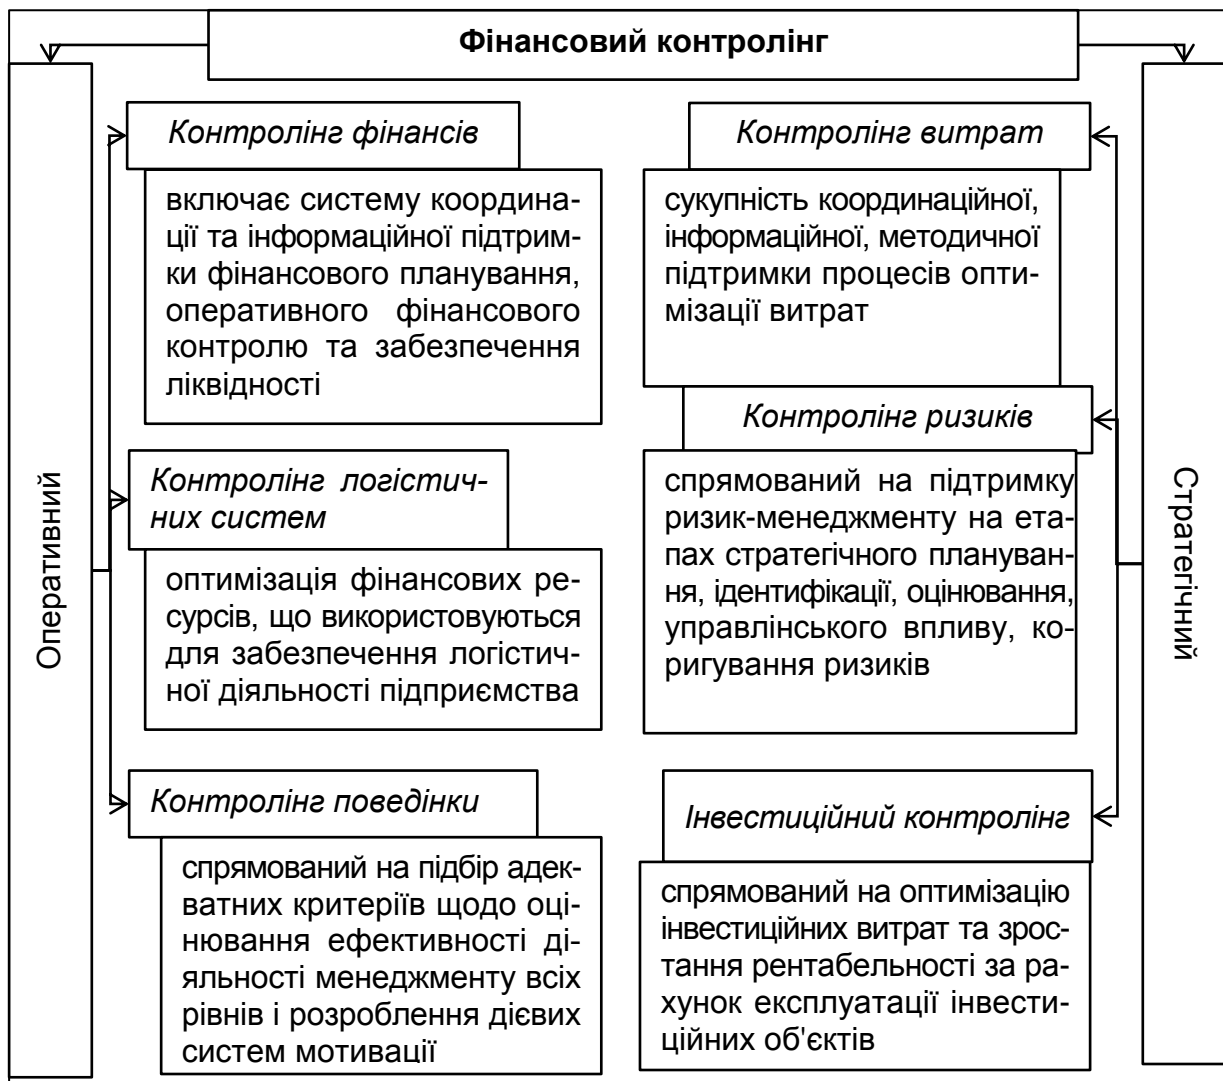 Фінансовий контролінг
Оперативний
Контролінг фінансів
включає систему координа-
ції та інформаційної підтрим-
ки фінансового планування,
оперативного фінансового
контролю та забезпечення
ліквідності
Контролінг логістич-
них систем
оптимізація фінансових ре-
сурсів, що використовуються
для забезпечення логістич-
ної діяльності підприємства
Контролінг поведінки
спрямований на підбір адек-
ватних критеріїв щодо оці-
нювання ефективності ді-
яльності менеджменту всіх
рівнів і розроблення дієвих
систем мотивації
Контролінг витрат
сукупність координаційної,
інформаційної, методичної
підтримки процесів опти-
мізації витрат
Контролінг ризиків
спрямований на підтримку
ризик-менеджменту на ета-
пах стратегічного плануван-
ня, ідентифікації, оцінювання,
управлінського впливу, ко-
ригування ризиків
Інвестиційний контролінг
спрямований на оптимізацію
інвестиційних витрат та зрос-
тання рентабельності за ра-
хунок експлуатації інвести-
ційних об'єктів
Стратегічний